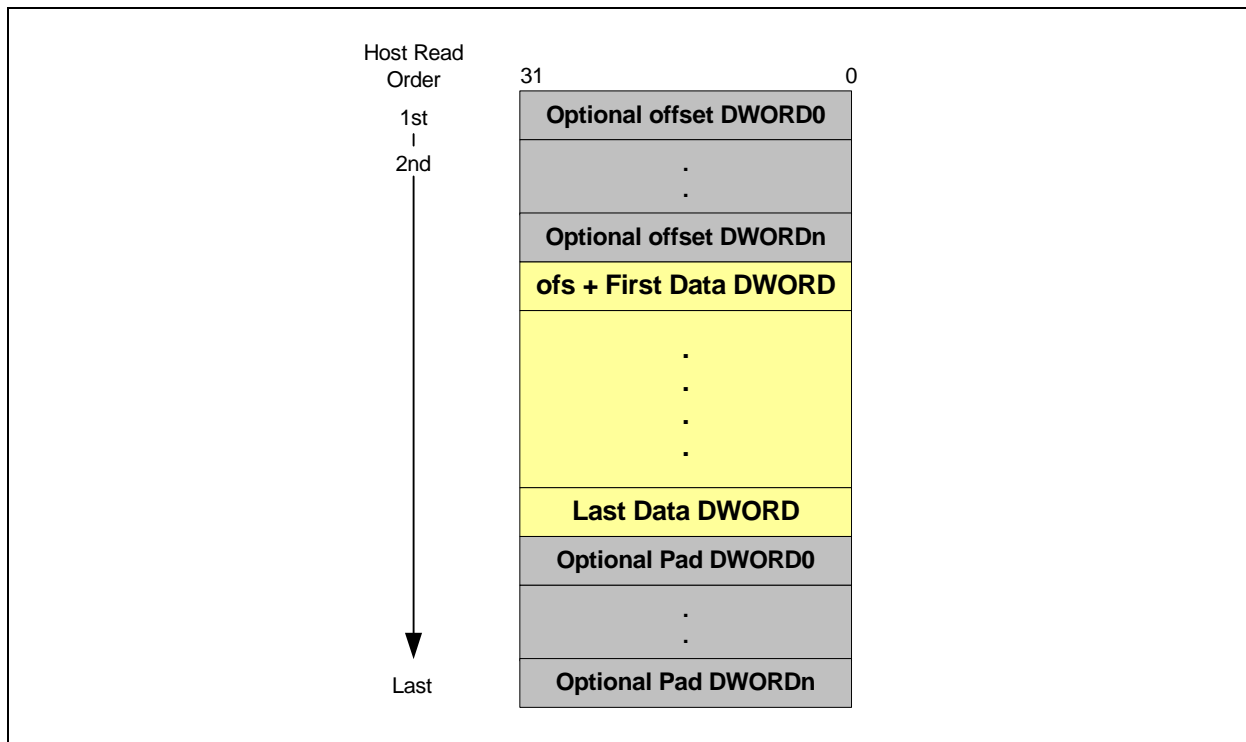 Host Read
Order
31 0
Optional offset DWORD0
1st
2nd
.
.
Optional offset DWORDn
ofs + First Data DWORD
.
.
.
.
Last Data DWORD
Optional Pad DWORD0
.
.
Last
Optional Pad DWORDn